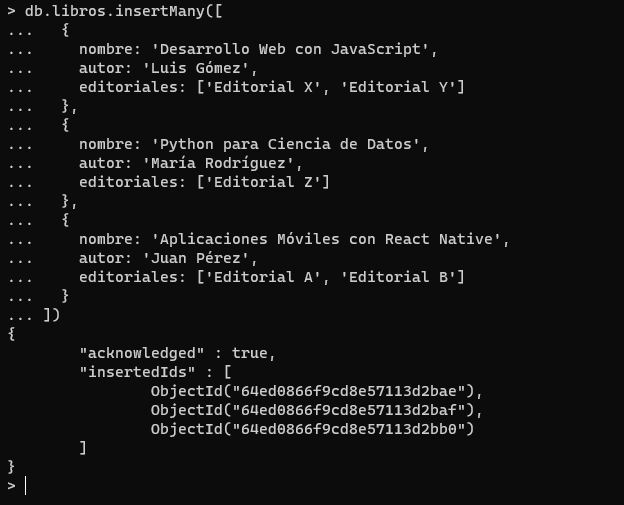 > db.libros.insertMany([
...   {
...     nombre: 'Desarrollo Web con JavaScript',
...     autor: 'Luis Gómez',
...     editoriales: ['Editorial X', 'Editorial Y']
...   },
...   {
...     nombre: 'Python para Ciencia de Datos',
...     autor: 'María Rodríguez',
...     editoriales: ['Editorial Z']
...   },
...   {
...     nombre: 'Aplicaciones Móviles con React Native',
...     autor: 'Juan Pérez',
...     editoriales: ['Editorial A', 'Editorial B']
...   }
... ])
{
        "acknowledged" : true,
        "insertedIds" : [
                ObjectId("64ed0866f9cd8e57113d2bae"),
                ObjectId("64ed0866f9cd8e57113d2baf"),
                ObjectId("64ed0866f9cd8e57113d2bb0")
        ]
}
>